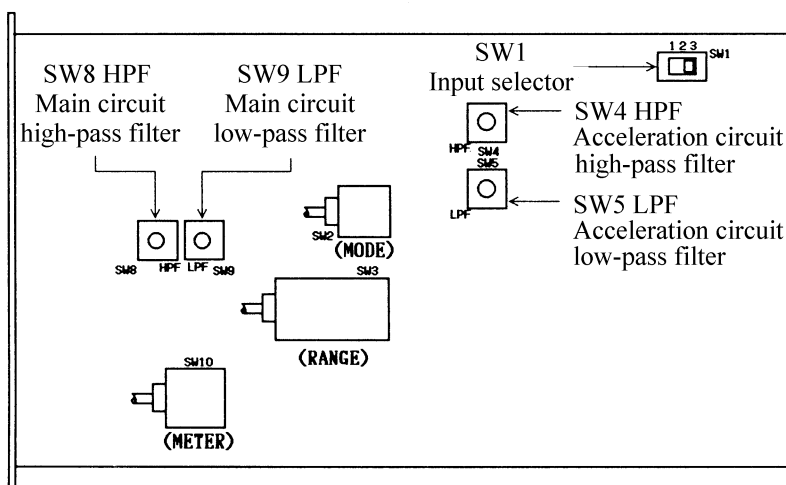 SW8 HPF
Main circuit
high-pass filter
SW9 LPF
Main circuit
low-pass filter
SW1
Input selector
1 2 3
SW1
SW4 HPF
Acceleration circuit
high-pass filter
HPF
SW4
SW5
LPF
SW5 LPF
Acceleration circuit
low-pass filter
SW2
(MODE)
SW8
HPF
LPF
SW9
SW3
(RANGE)
SW10
(METER)